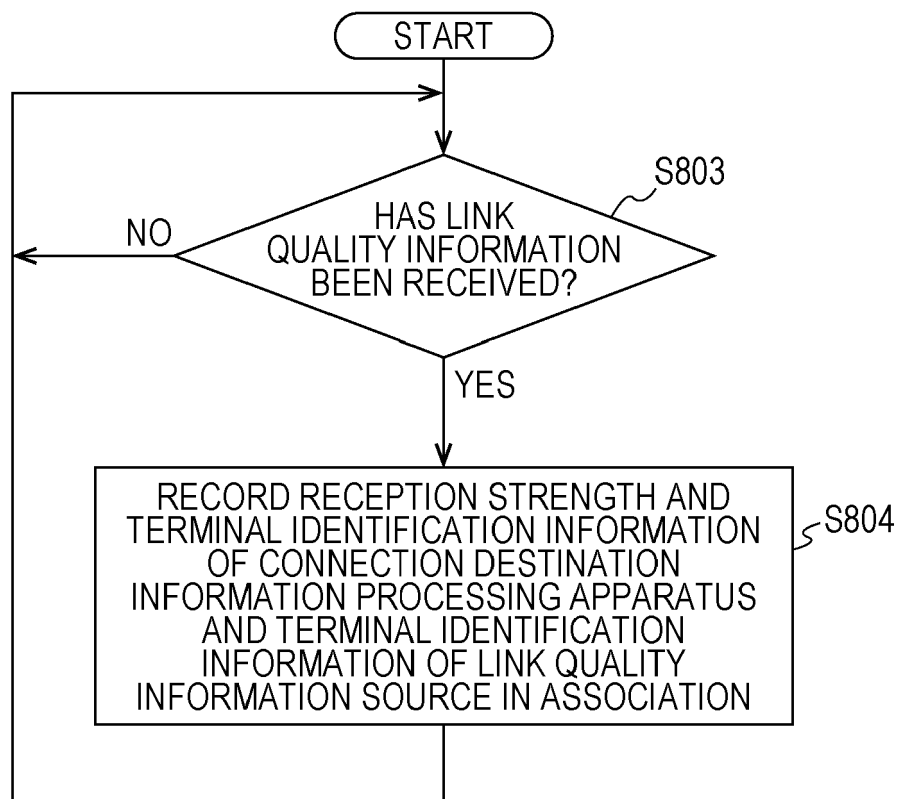 START
S803
HAS LINK
QUALITY INFORMATION
BEEN RECEIVED?
NO
YES
RECORD RECEPTION STRENGTH AND
TERMINAL IDENTIFICATION INFORMATION
OF CONNECTION DESTINATION
INFORMATION PROCESSING APPARATUS
AND TERMINAL IDENTIFICATION
INFORMATION OF LINK QUALITY
INFORMATION SOURCE IN ASSOCIATION
S804